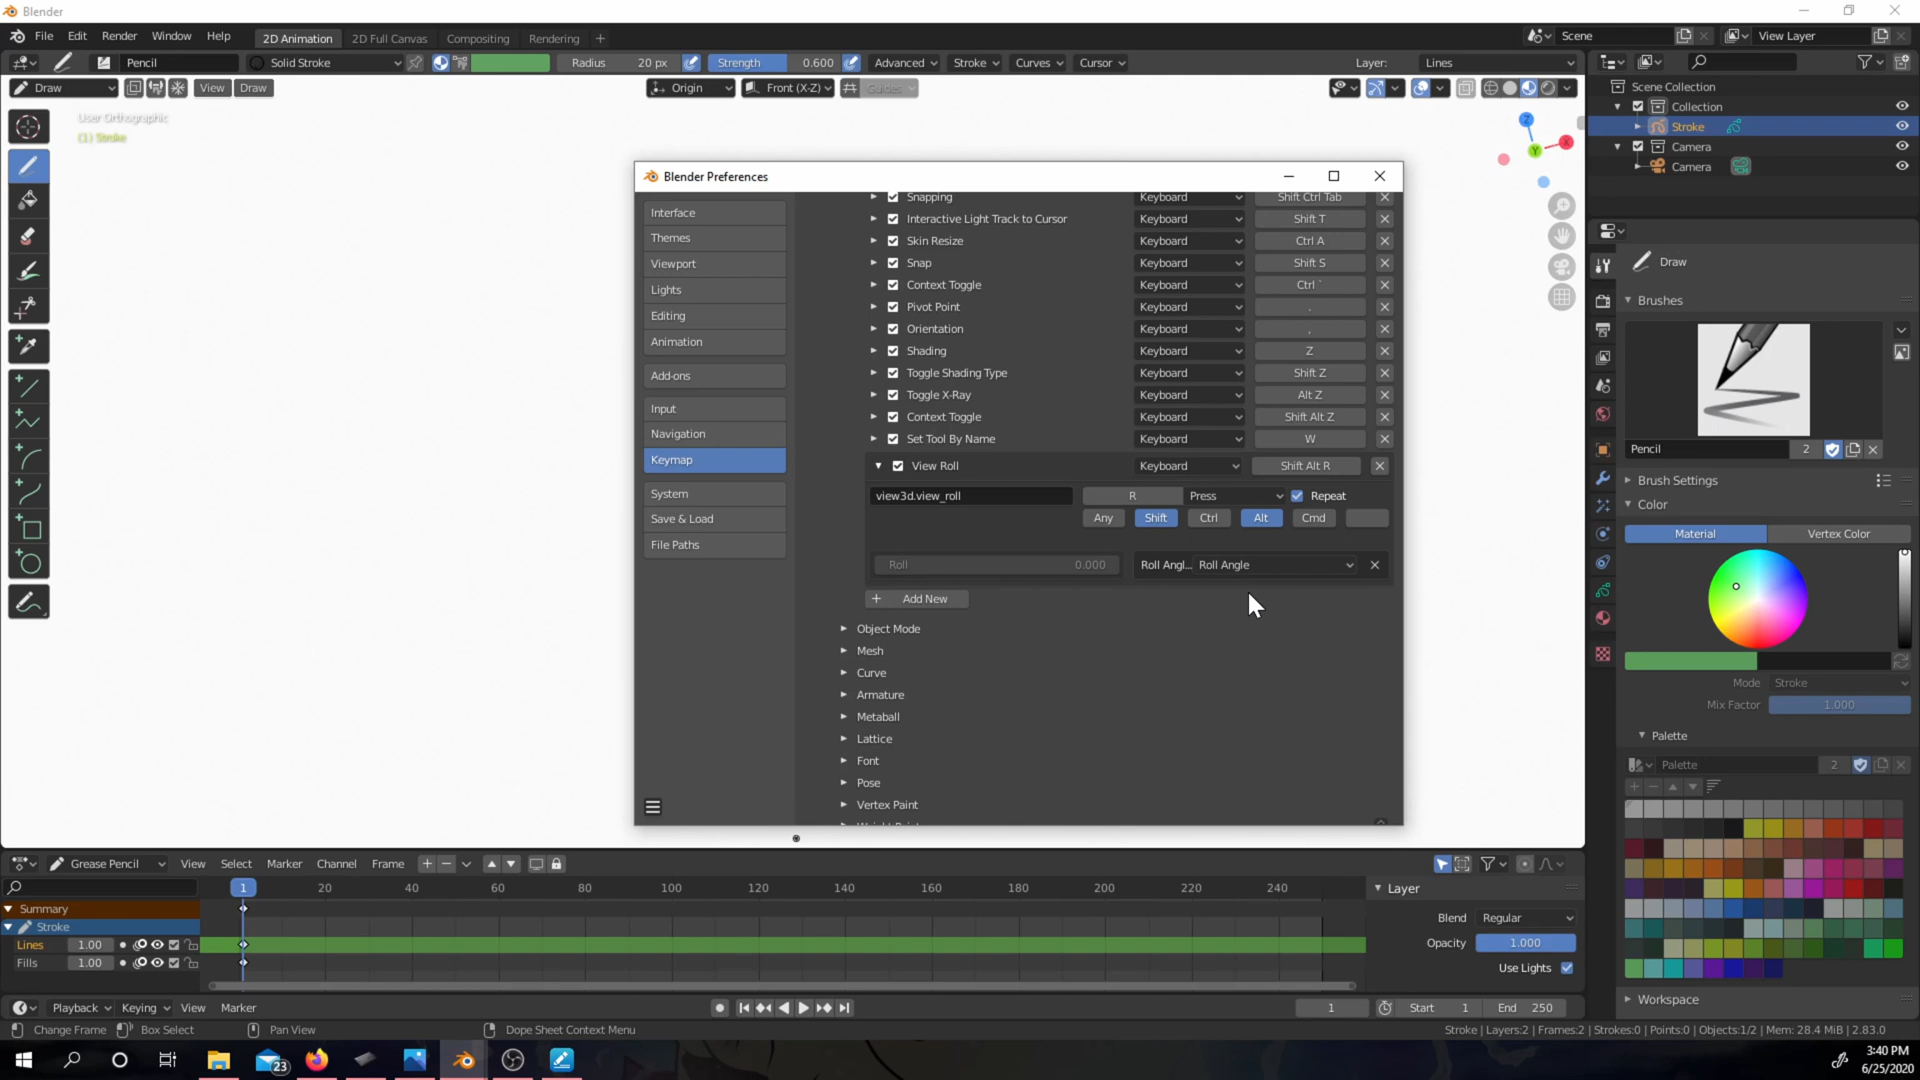 Blender
File Edit Render Window Help 2D Animation 2D Full Canvas Compositing Rendering + Scene View Layer
Pencil Solid Stroke Radius 20 px Strength 0.600 Advanced Stroke Curves Cursor Layer: Lines
Draw View Draw Origin Front (X-Z) Guides
User Orthographic
(1) Stroke
Z X Y
Blender Preferences
Interface
Themes
Viewport
Lights
Editing
Animation
Add-ons
Input
Navigation
Keymap
System
Save & Load
File Paths
Snapping Keyboard Shift Ctrl Tab
Interactive Light Track to Cursor Keyboard Shift T
Skin Resize Keyboard Ctrl A
Snap Keyboard Shift S
Context Toggle Keyboard Ctrl `
Pivot Point Keyboard .
Orientation Keyboard ,
Shading Keyboard Z
Toggle Shading Type Keyboard Shift Z
Toggle X-Ray Keyboard Alt Z
Context Toggle Keyboard Shift Alt Z
Set Tool By Name Keyboard W
View Roll Keyboard Shift Alt R
view3d.view_roll R Press Repeat
Any Shift Ctrl Alt Cmd
Roll 0.000 Roll Angl... Roll Angle
+ Add New
Object Mode
Mesh
Curve
Armature
Metaball
Lattice
Font
Pose
Vertex Paint
Scene Collection
Collection
Stroke
Camera
Camera
Draw
Brushes
Pencil 2
Brush Settings
Color
Material Vertex Color
Mode Stroke
Mix Factor 1.000
Palette
Palette 2
Workspace
Grease Pencil View Select Marker Channel Frame
1 20 40 60 80 100 120 140 160 180 200 220 240
Summary
Stroke
Lines 1.00
Fills 1.00
Layer
Blend Regular
Opacity 1.000
Use Lights
Playback Keying View Marker 1 Start 1 End 250
Change Frame Box Select Pan View Dope Sheet Context Menu Stroke | Layers:2 | Frames:2 | Strokes:0 | Points:0 | Objects:1/2 | Mem: 28.4 MiB | 2.83.0
23
3:40 PM
6/25/2020